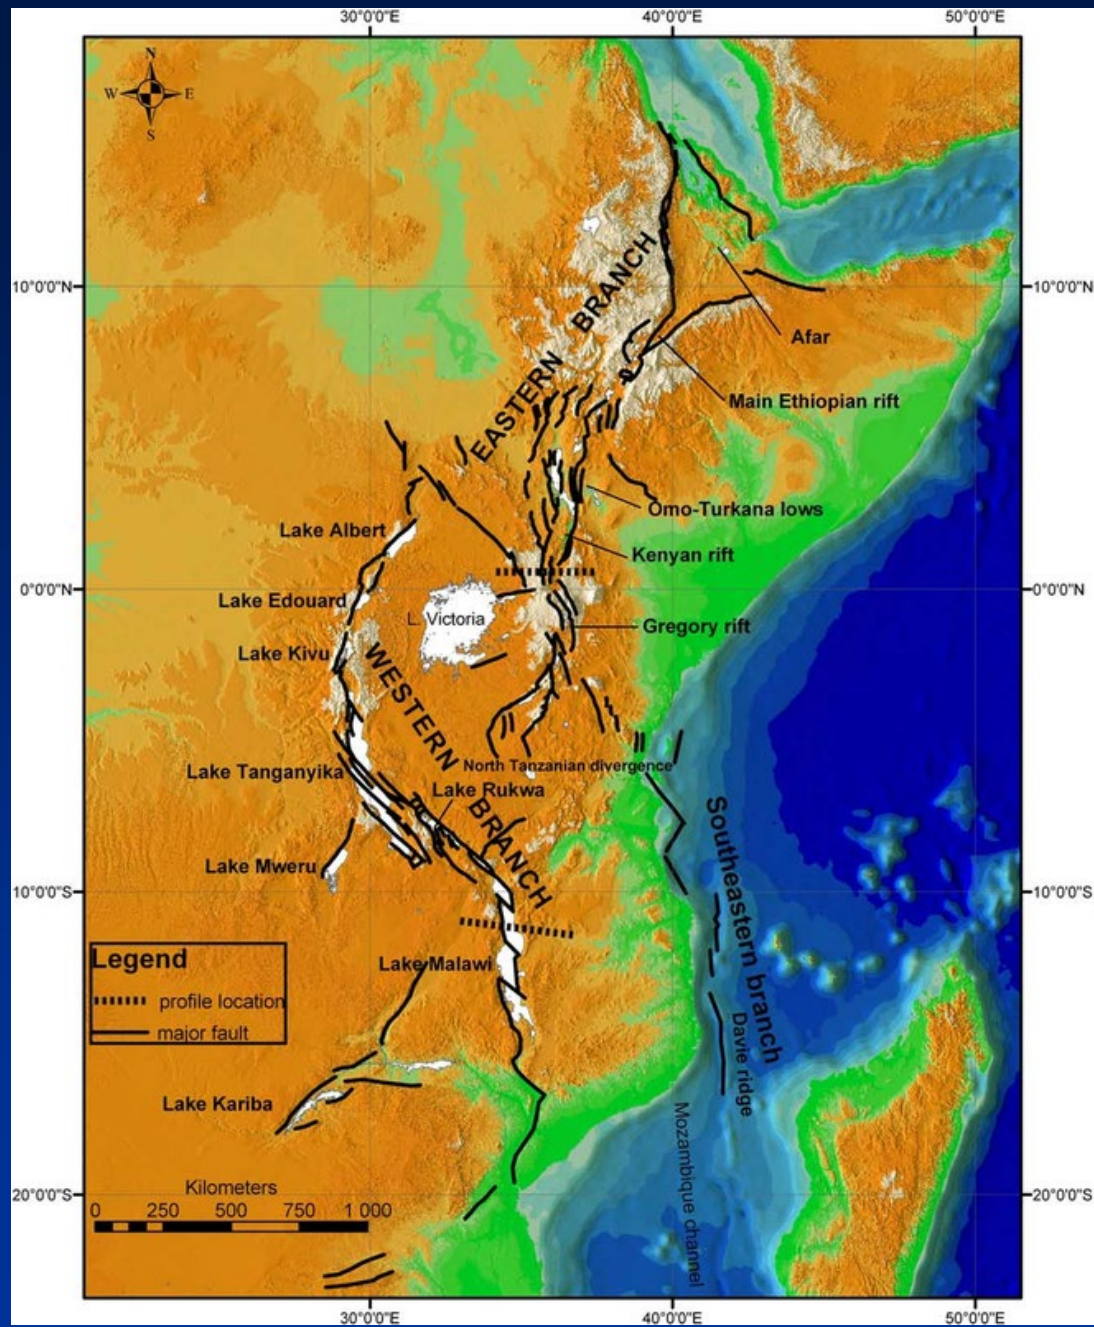 30°0'0"E 40°0'0"E 50°0'0"E
N
W E
S
EASTERN BRANCH
10°0'0"N 10°0'0"N
Afar
Main Ethiopian rift
Omo-Turkana lows
Lake Albert
Kenyan rift
0°0'0"N 0°0'0"N
Lake Edouard
L. Victoria
Gregory rift
Lake Kivu
WESTERN BRANCH
North Tanzanian divergence
Lake Tanganyika
Lake Rukwa
Southeastern branch
Lake Mweru
10°0'0"S 10°0'0"S
Legend
profile location
major fault
Lake Malawi
Davie ridge
Lake Kariba
Mozambique channel
20°0'0"S 20°0'0"S
Kilometers
0 250 500 750 1 000
30°0'0"E 40°0'0"E 50°0'0"E